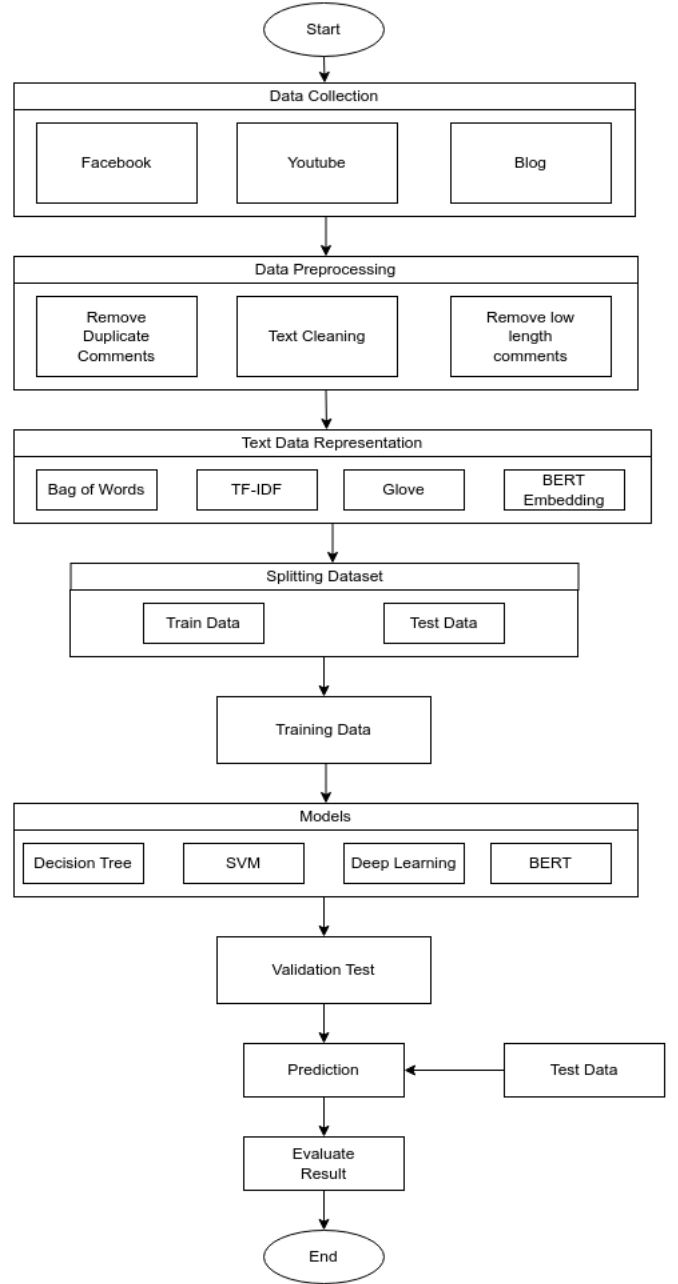 Start
Data Collection
Facebook
Youtube
Blog
Data Preprocessing
Remove
Duplicate
Comments
Text Cleaning
Remove low
length
comments
Text Data Representation
Bag of Words
TF-IDF
Glove
BERT
Embedding
Splitting Dataset
Train Data
Test Data
Training Data
Models
Decision Tree
SVM
Deep Learning
BERT
Validation Test
Prediction
Test Data
Evaluate
Result
End